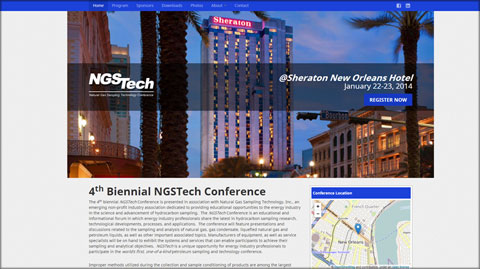 Home Program Sponsors Downloads Photos About Contact
Sheraton
NGSTech
Natural Gas Sampling Technology Conference
@Sheraton New Orleans Hotel
January 22-23, 2014
REGISTER NOW
4th Biennial NGSTech Conference
Conference Location
The 4th Biennial NGSTech Conference is presented in association with Natural Gas Sampling Technology, Inc., an
emerging non-profit industry association dedicated to providing educational opportunities to the energy industry
in the science and advancement of hydrocarbon sampling. The NGSTech Conference is an educational and
informational forum in which energy industry professionals share the latest in hydrocarbon sampling research,
technological developments, processes, and applications. The conference will feature presentations and
discussions related to the sampling and analysis of natural gas, gas condensate, liquefied natural gas and
petroleum liquids, as well as other important associated topics. Manufacturers of equipment, as well as service
specialists will be on hand to exhibit the systems and services that can enable participants to achieve their
sampling and analytical objectives. NGSTech is a unique opportunity for energy industry professionals to
participate in the world's first, one-of-a-kind petroleum sampling and technology conference.
Improper methods utilized during the collection and sample conditioning of products are among the largest
+
French Quarter
New Orleans